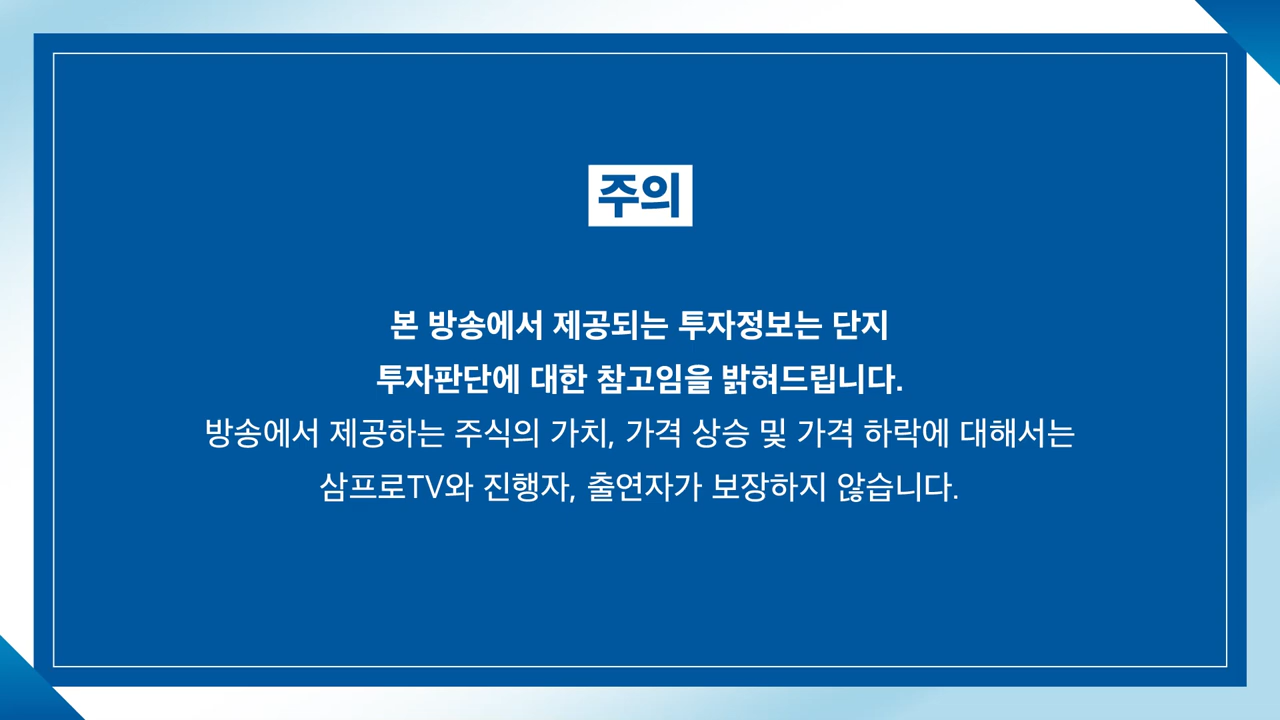 주의
본 방송에서 제공되는 투자정보는 단지
투자판단에 대한 참고임을 밝혀드립니다.
방송에서 제공하는 주식의 가치, 가격 상승 및 가격 하락에 대해서는
삼프로TV와 진행자, 출연자가 보장하지 않습니다.